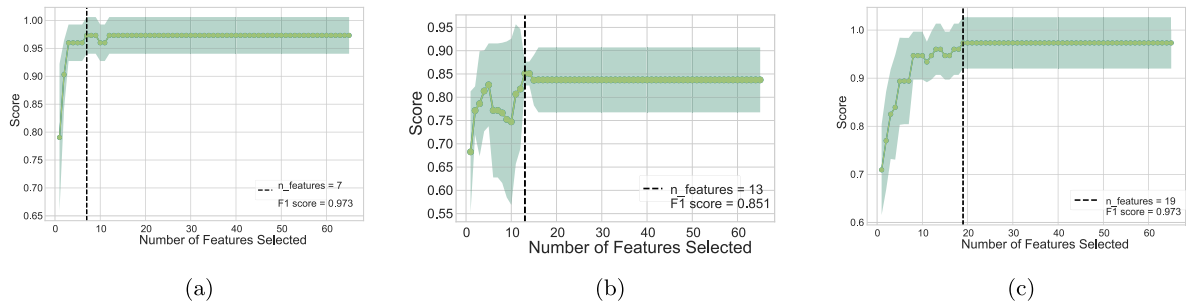 1.00
0.95
0.90
0.85
0.80
0.75
0.70
0.65
Score
n_features = 7
F1 score = 0.973
0 10 20 30 40 50 60
Number of Features Selected
(a)
0.95
0.90
0.85
0.80
0.75
0.70
0.65
0.60
0.55
Score
n_features = 13
F1 score = 0.851
0 10 20 30 40 50 60
Number of Features Selected
(b)
1.0
0.9
0.8
0.7
0.6
Score
n_features = 19
F1 score = 0.973
0 10 20 30 40 50 60
Number of Features Selected
(c)